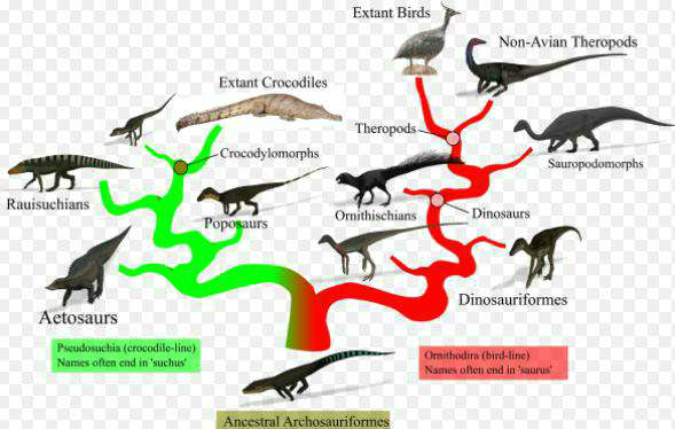 Extant Birds
Non-Avian Theropods
Extant Crocodiles
Theropods
Crocodylomorphs
Sauropodomorphs
Rauisuchians
Poposaurs
Ornithischians
Dinosaurs
Dinosauriformes
Aetosaurs
Pseudosuchia (crocodile-line)
Names often end in 'suchus'
Ornithodira (bird-line)
Names often end in 'saurus'
Ancestral Archosauriformes